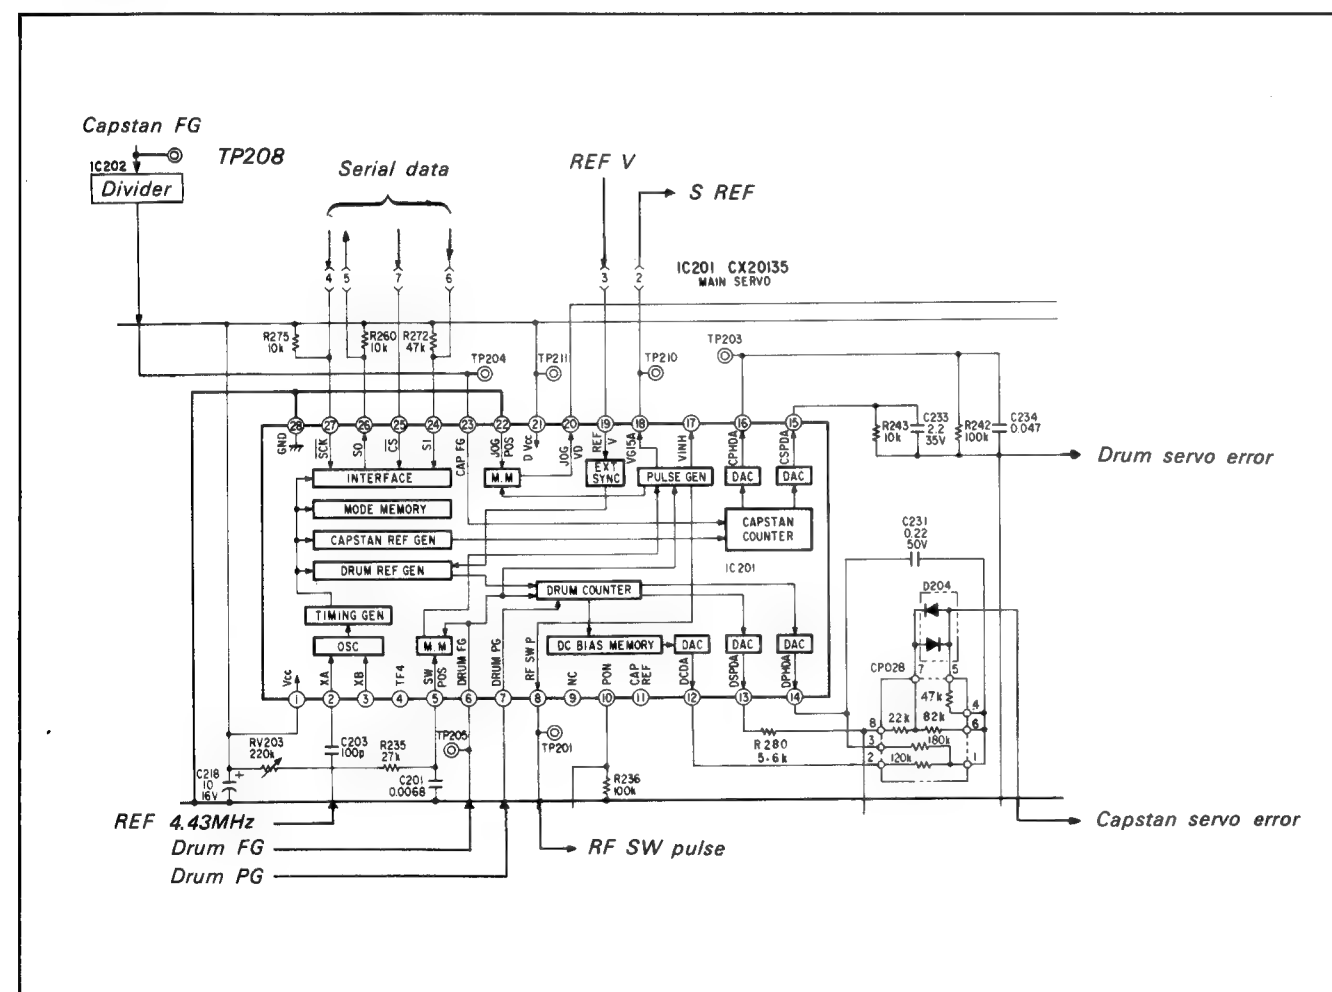 Capstan FG
TP208
IC202
Divider
Serial data
REF V
S REF
4
5
7
6
3
2
IC201 CX20135
MAIN SERVO
R275
10k
R260
10k
R272
47k
TP204
TP211
TP210
TP203
28
27
26
25
24
23
22
21
20
19
18
17
16
15
GND
SCK
SO
CS
SI
CAP FG
JOG
POS
D Vcc
JOG
VD
REF
V
VG15A
VINH
CPHDA
CSPDA
R243
10k
C233
2.2
35V
R242
100k
C234
0.047
Drum servo error
INTERFACE
M.M
EXT
SYNC
PULSE GEN
DAC
DAC
MODE MEMORY
CAPSTAN REF GEN
CAPSTAN
COUNTER
DRUM REF GEN
IC201
DRUM COUNTER
TIMING GEN
OSC
M.M
DC BIAS MEMORY
DAC
DAC
DAC
C231
0.22
50V
D204
CP028
7
5
47k
4
8
22k
82k
6
3
180k
2
120k
1
Vcc
XA
XB
TF4
SW
POS
DRUM FG
DRUM PG
RF SW P
NC
PON
CAP
REF
DCDA
DSPDA
DPHDA
1
2
3
4
5
6
7
8
9
10
11
12
13
14
RV203
220k
C203
100p
R235
27k
TP205
TP201
R280
5.6k
C218
10
16V
C201
0.0068
R236
100k
REF 4.43MHz
Drum FG
Drum PG
RF SW pulse
Capstan servo error